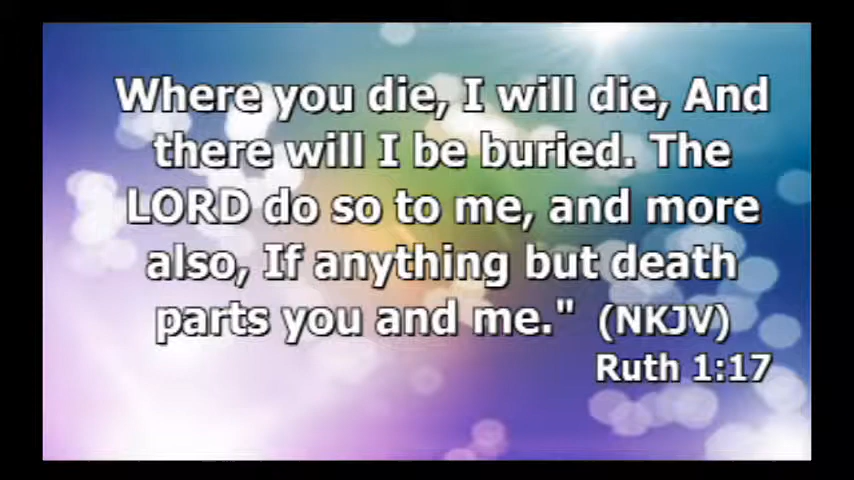 Where you die, I will die, And
there will I be buried. The
LORD do so to me, and more
also, If anything but death
parts you and me." (NKJV)
Ruth 1:17